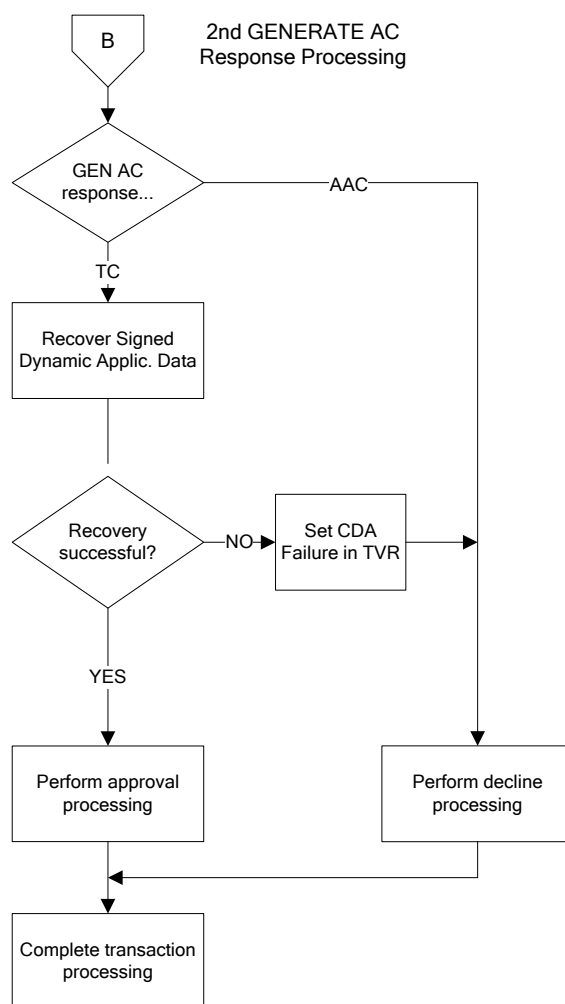 B
2nd GENERATE AC
Response Processing
GEN AC
response...
AAC
TC
Recover Signed
Dynamic Applic. Data
Recovery
successful?
NO
Set CDA
Failure in TVR
YES
Perform approval
processing
Perform decline
processing
Complete transaction
processing